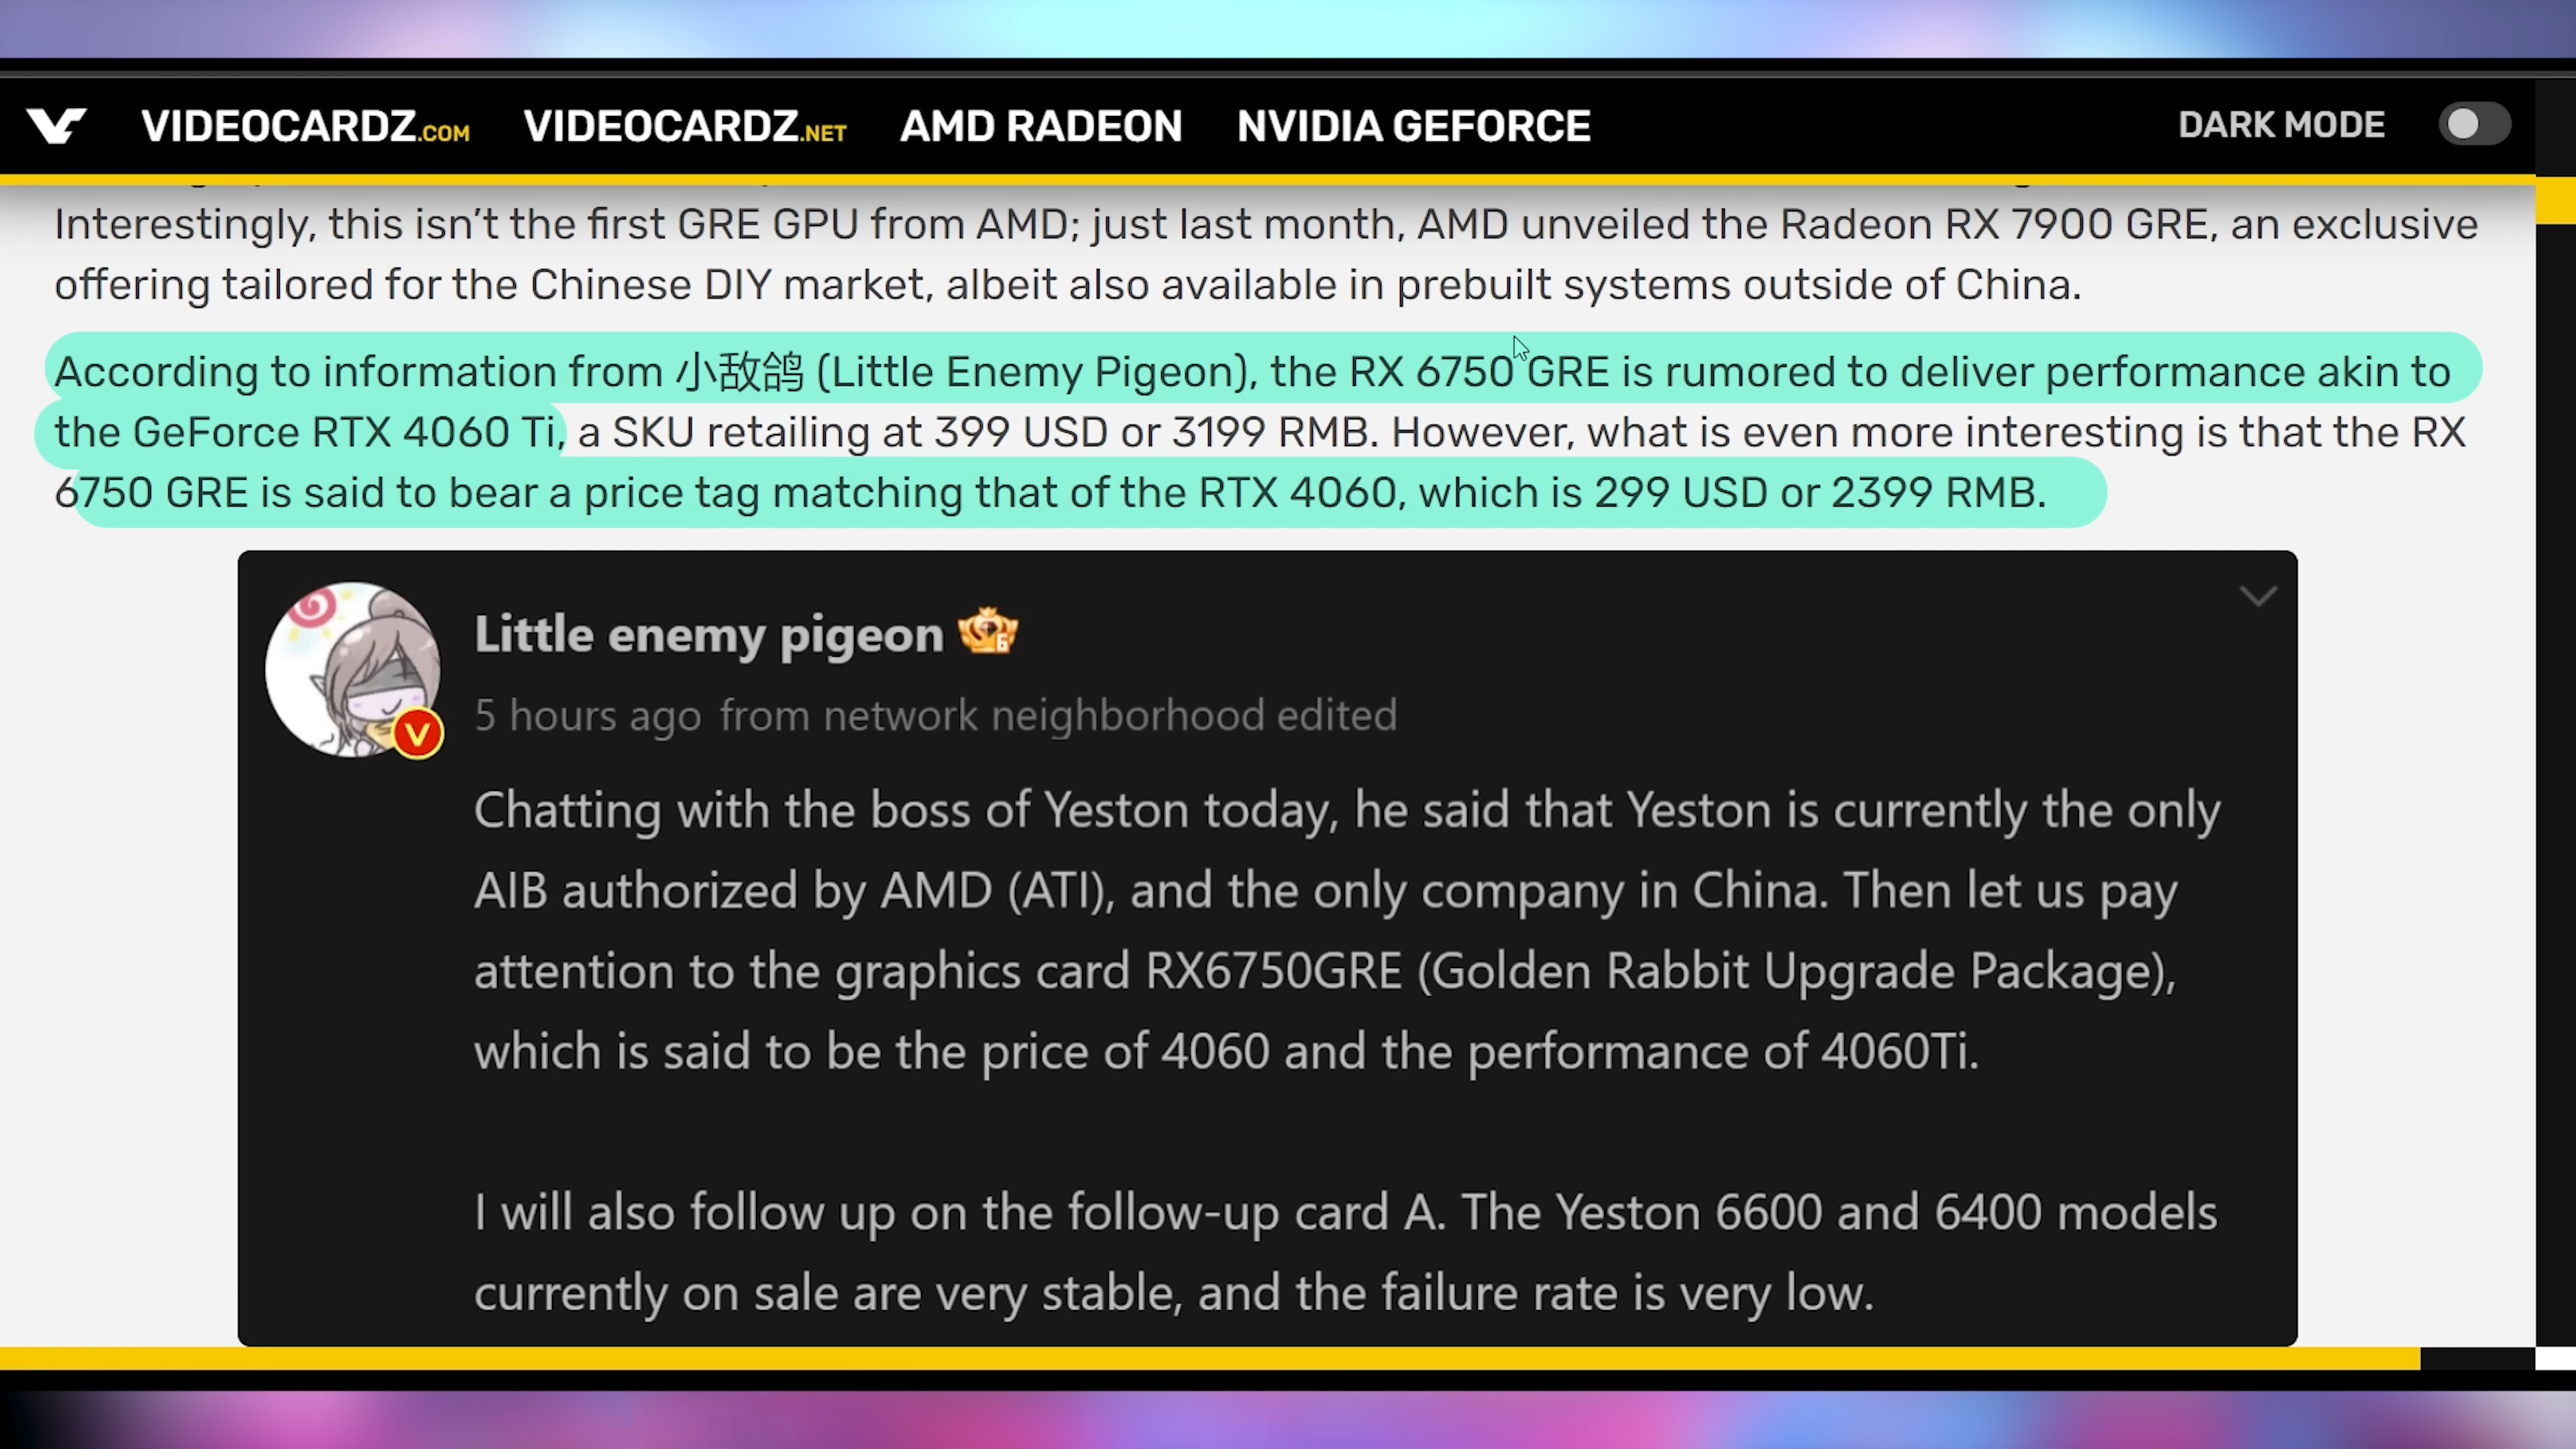 VIDEOCARDZ.COM VIDEOCARDZ.NET AMD RADEON NVIDIA GEFORCE DARK MODE
Interestingly, this isn’t the first GRE GPU from AMD; just last month, AMD unveiled the Radeon RX 7900 GRE, an exclusive
offering tailored for the Chinese DIY market, albeit also available in prebuilt systems outside of China.
According to information from 小敌鸽 (Little Enemy Pigeon), the RX 6750 GRE is rumored to deliver performance akin to
the GeForce RTX 4060 Ti, a SKU retailing at 399 USD or 3199 RMB. However, what is even more interesting is that the RX
6750 GRE is said to bear a price tag matching that of the RTX 4060, which is 299 USD or 2399 RMB.
Little enemy pigeon 6
V
5 hours ago from network neighborhood edited
Chatting with the boss of Yeston today, he said that Yeston is currently the only
AIB authorized by AMD (ATI), and the only company in China. Then let us pay
attention to the graphics card RX6750GRE (Golden Rabbit Upgrade Package),
which is said to be the price of 4060 and the performance of 4060Ti.
I will also follow up on the follow-up card A. The Yeston 6600 and 6400 models
currently on sale are very stable, and the failure rate is very low.